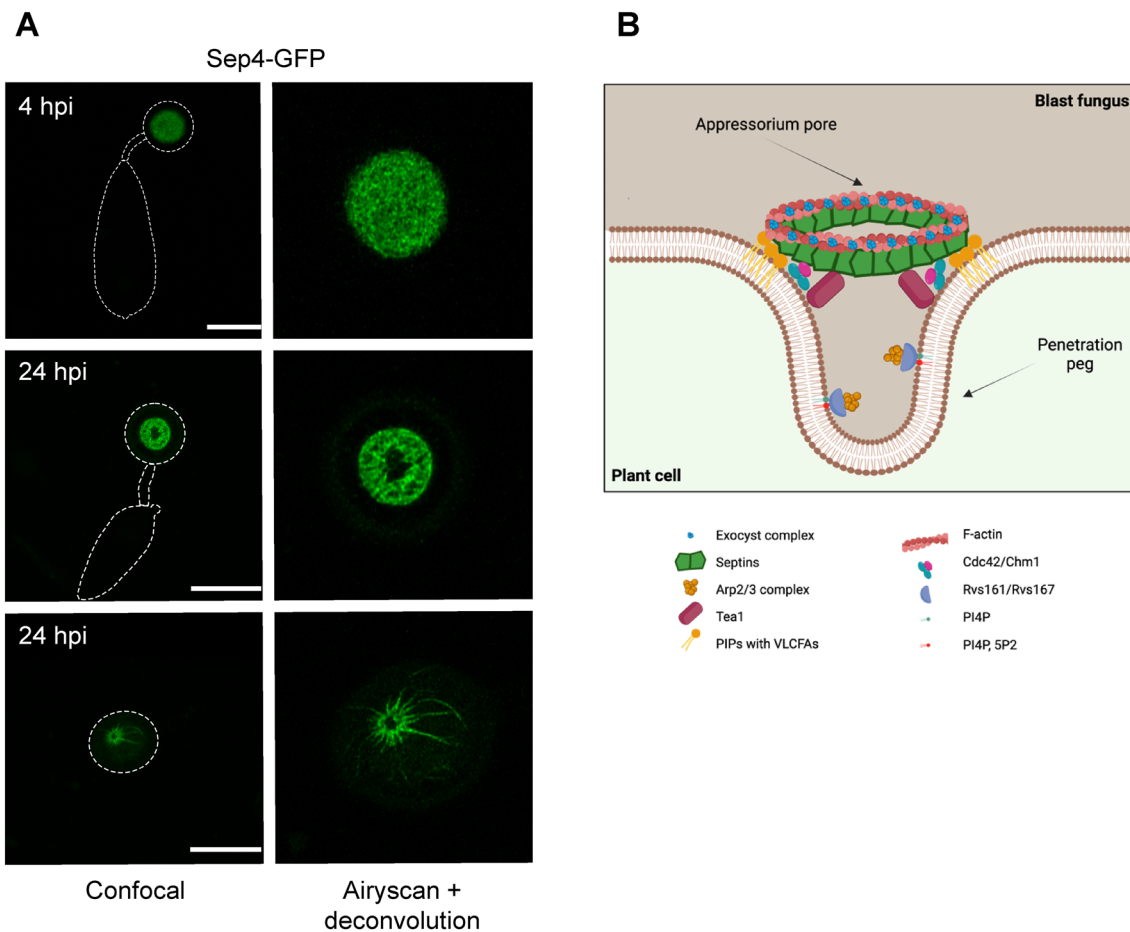 A
Sep4-GFP
4 hpi
24 hpi
24 hpi
Confocal
Airyscan +
deconvolution
B
Blast fungus
Appressorium pore
Penetration
peg
Plant cell
Exocyst complex
Septins
Arp2/3 complex
Tea1
PIPs with VLCFAs
F-actin
Cdc42/Chm1
Rvs161/Rvs167
PI4P
PI4P, 5P2